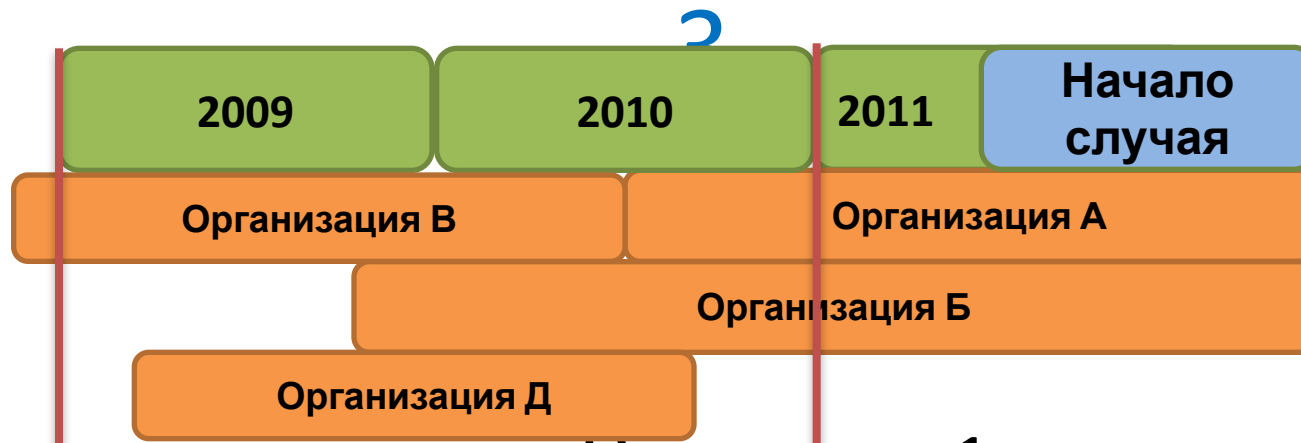 2009
2010
2011
Начало
случая
Организация В
Организация А
Организация Б
Организация Д